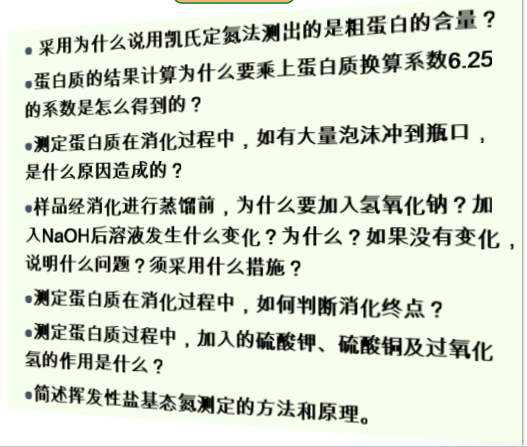 •采用为什么说用凯氏定氮法测出的是粗蛋白的含量？
•蛋白质的结果计算为什么要乘上蛋白质换算系数6.25
的系数是怎么得到的？
•测定蛋白质在消化过程中，如有大量泡沫冲到瓶口，
是什么原因造成的？
•样品经消化进行蒸馏前，为什么要加入氢氧化钠？加
入NaOH后溶液发生什么变化？为什么？如果没有变化，
说明什么问题？须采用什么措施？
•测定蛋白质在消化过程中，如何判断消化终点？
•测定蛋白质过程中，加入的硫酸钾、硫酸铜及过氧化
氢的作用是什么？
•简述挥发性盐基态氮测定的方法和原理。